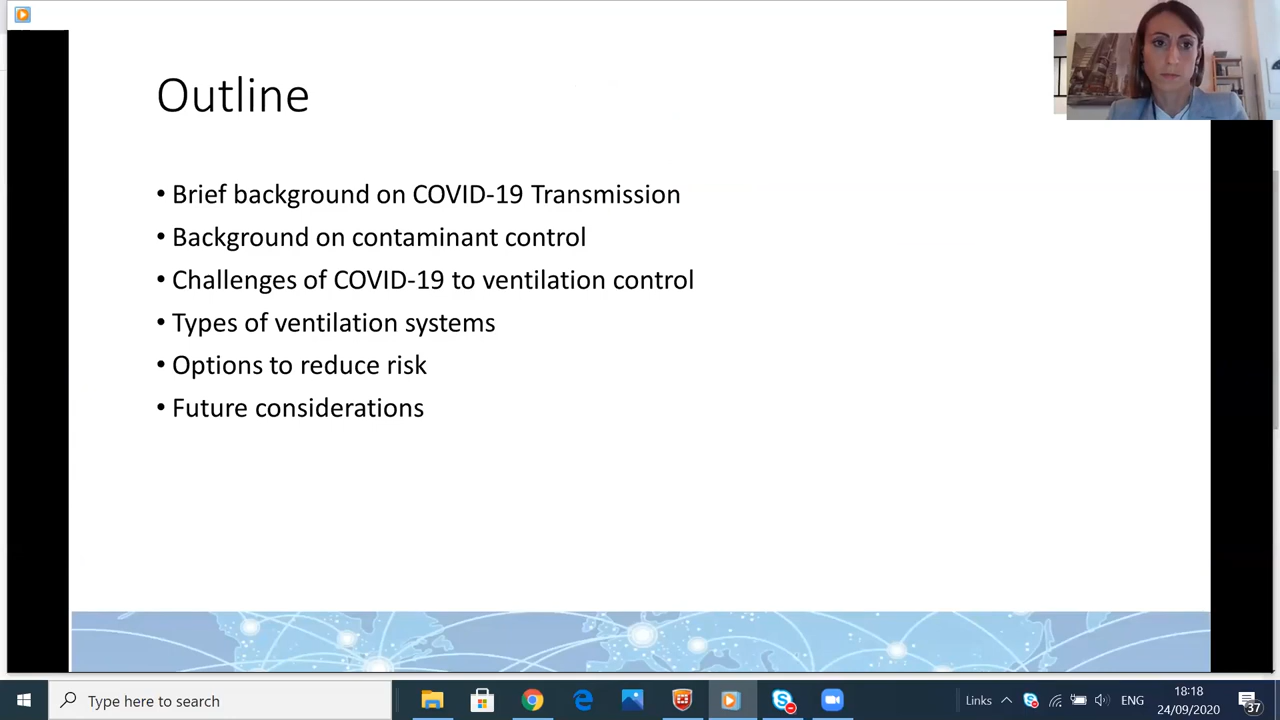 Outline
• Brief background on COVID-19 Transmission
• Background on contaminant control
• Challenges of COVID-19 to ventilation control
• Types of ventilation systems
• Options to reduce risk
• Future considerations
Type here to search
Links
ENG
18:18
24/09/2020
37